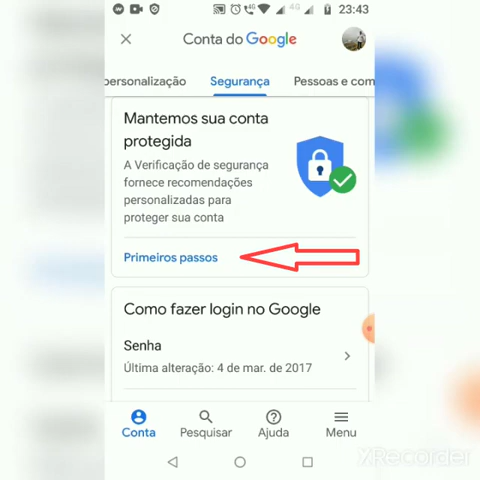 23:43
Conta do Google
personalização Segurança Pessoas e com
Mantemos sua conta
protegida
A Verificação de segurança
fornece recomendações
personalizadas para
proteger sua conta
Primeiros passos
Como fazer login no Google
Senha
Última alteração: 4 de mar. de 2017
Conta Pesquisar Ajuda Menu
XRecorder